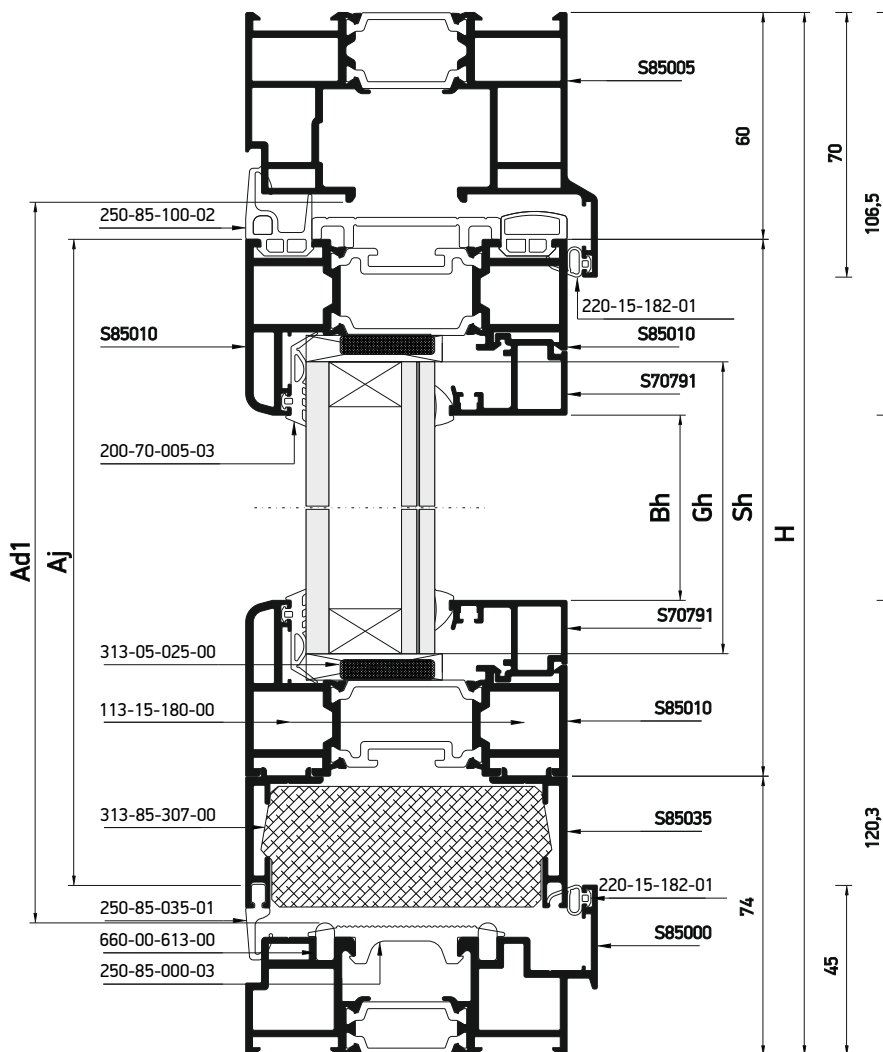 S85005
60
70
106,5
250-85-100-02
220-15-182-01
S85010
S85010
S70791
200-70-005-03
Ad1
Aj
Bh
Gh
Sh
H
S70791
313-05-025-00
113-15-180-00
S85010
313-85-307-00
S85035
120,3
220-15-182-01
74
250-85-035-01
660-00-613-00
S85000
250-85-000-03
45